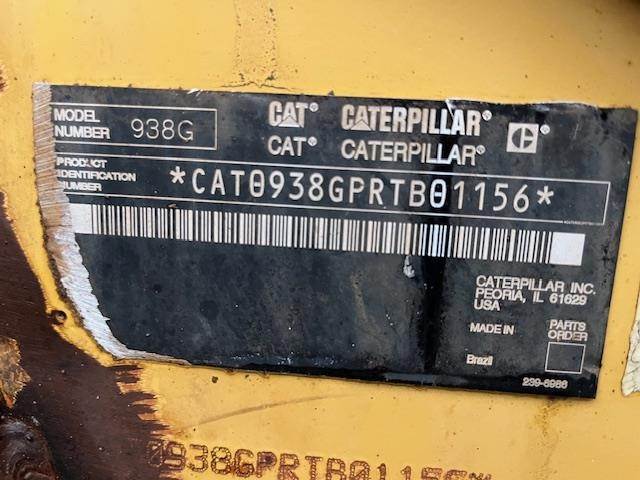 MODEL NUMBER 938G
CAT® CATERPILLAR® C®
CAT® CATERPILLAR®
PRODUCT IDENTIFICATION NUMBER
*CAT0938GPRTB01156*
CATERPILLAR INC.
PEORIA, IL 61629
USA
MADE IN
Brazil
PARTS ORDER
239-6986
0938GPRTB01156*